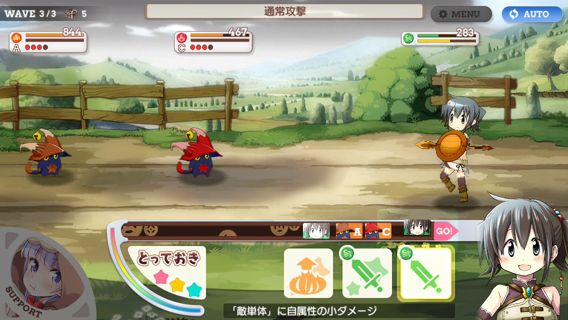 WAVE 3/3 5
通常攻撃
MENU
AUTO
844
A
467
C
283
A C GO!
とっておき
SUPPORT
「敵単体」に自属性の小ダメージ